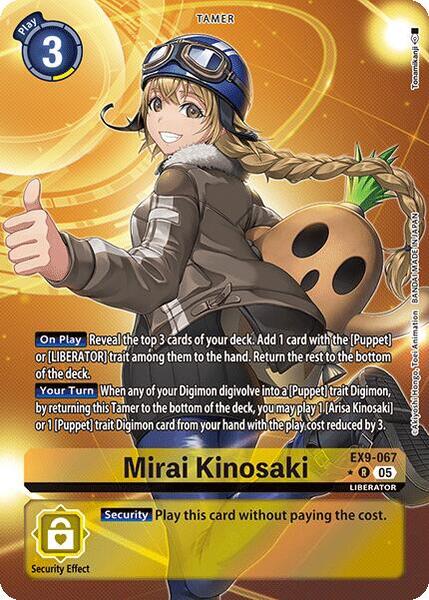 Play
3
TAMER
Tonamikanji
On Play Reveal the top 3 cards of your deck. Add 1 card with the [Puppet]
or [LIBERATOR] trait among them to the hand. Return the rest to the bottom
of the deck.
Your Turn When any of your Digimon digivolve into a [Puppet] trait Digimon,
by returning this Tamer to the bottom of the deck, you may play 1 [Arisa Kinosaki]
or 1 [Puppet] trait Digimon card from your hand with the play cost reduced by 3.
©Akiyoshi Hongo, Toei Animation BANDAI MADE IN JAPAN
Mirai Kinosaki
EX9-067
R 05
LIBERATOR
Security Play this card without paying the cost.
Security Effect